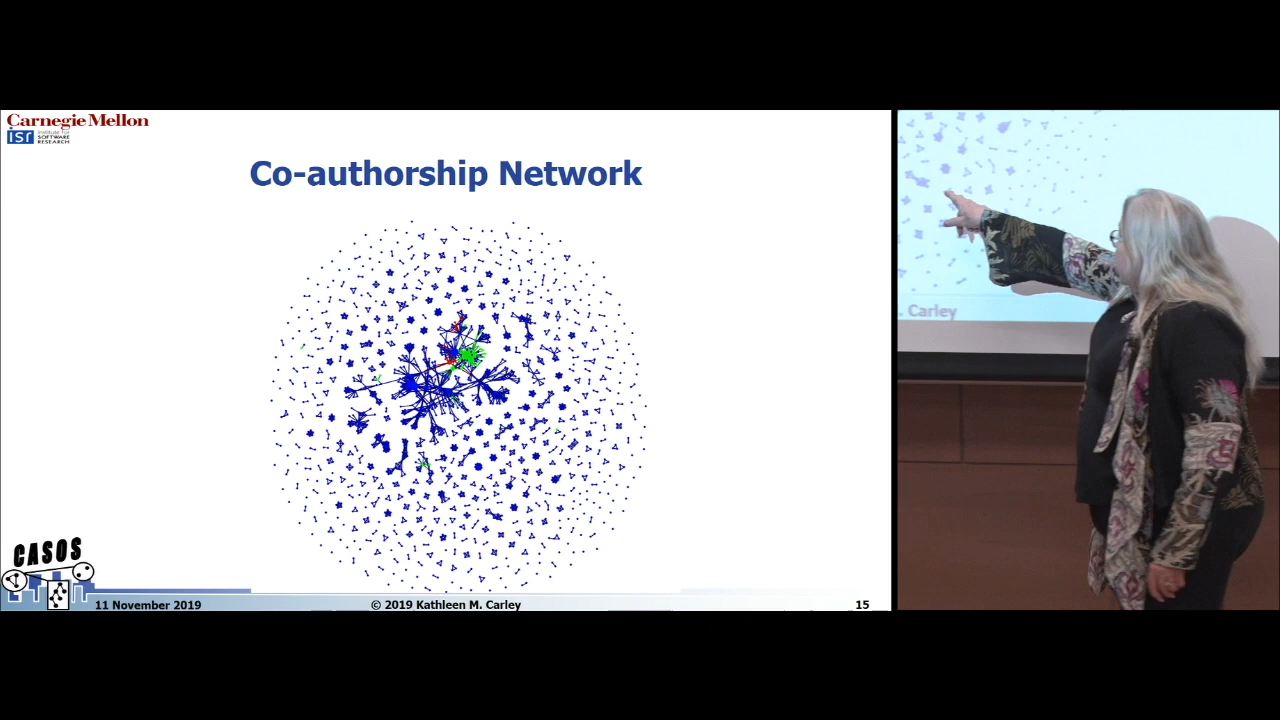 Carnegie Mellon
isr institute for
SOFTWARE
RESEARCH
Co-authorship Network
. Carley
CASOS
11 November 2019
© 2019 Kathleen M. Carley
15